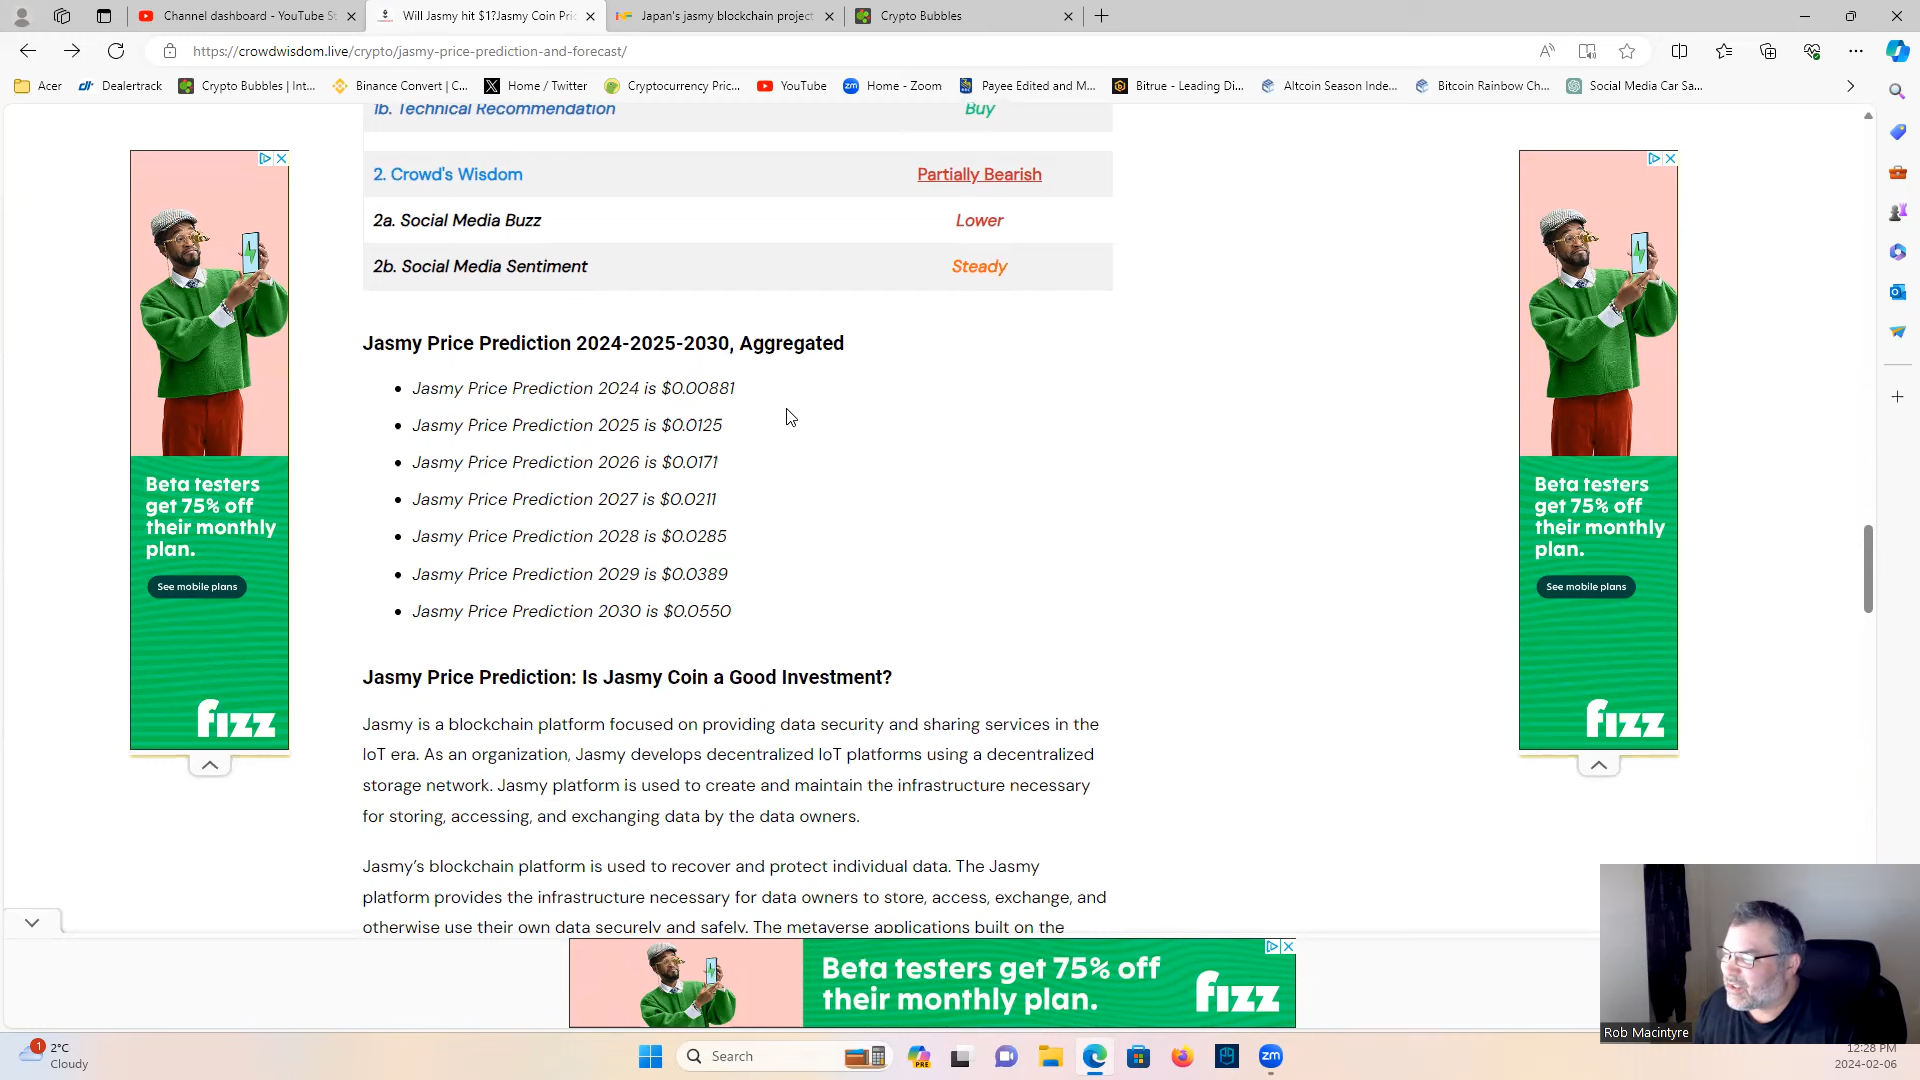 Channel dashboard - YouTube St
Will Jasmy hit $1?Jasmy Coin Pric
Japan's jasmy blockchain project
Crypto Bubbles
https://crowdwisdom.live/crypto/jasmy-price-prediction-and-forecast/
Acer
Dealertrack
Crypto Bubbles | Int...
Binance Convert | C...
Home / Twitter
Cryptocurrency Pric...
YouTube
Home - Zoom
Payee Edited and M...
Bitrue - Leading Di...
Altcoin Season Inde...
Bitcoin Rainbow Ch...
Social Media Car Sa...
1b. Technical Recommendation Buy
2. Crowd's Wisdom Partially Bearish
2a. Social Media Buzz Lower
2b. Social Media Sentiment Steady
Jasmy Price Prediction 2024-2025-2030, Aggregated
• Jasmy Price Prediction 2024 is $0.00881
• Jasmy Price Prediction 2025 is $0.0125
• Jasmy Price Prediction 2026 is $0.0171
• Jasmy Price Prediction 2027 is $0.0211
• Jasmy Price Prediction 2028 is $0.0285
• Jasmy Price Prediction 2029 is $0.0389
• Jasmy Price Prediction 2030 is $0.0550
Jasmy Price Prediction: Is Jasmy Coin a Good Investment?
Jasmy is a blockchain platform focused on providing data security and sharing services in the
IoT era. As an organization, Jasmy develops decentralized IoT platforms using a decentralized
storage network. Jasmy platform is used to create and maintain the infrastructure necessary
for storing, accessing, and exchanging data by the data owners.
Jasmy's blockchain platform is used to recover and protect individual data. The Jasmy
platform provides the infrastructure necessary for data owners to store, access, exchange, and
otherwise use their own data securely and safely. The metaverse applications built on the
Beta testers
get 75% off
their monthly
plan.
See mobile plans
fizz
Beta testers
get 75% off
their monthly
plan.
See mobile plans
fizz
Beta testers get 75% off
their monthly plan.
fizz
Rob Macintyre
1
2°C
Cloudy
Search
PRE
zm
12:28 PM
2024-02-06